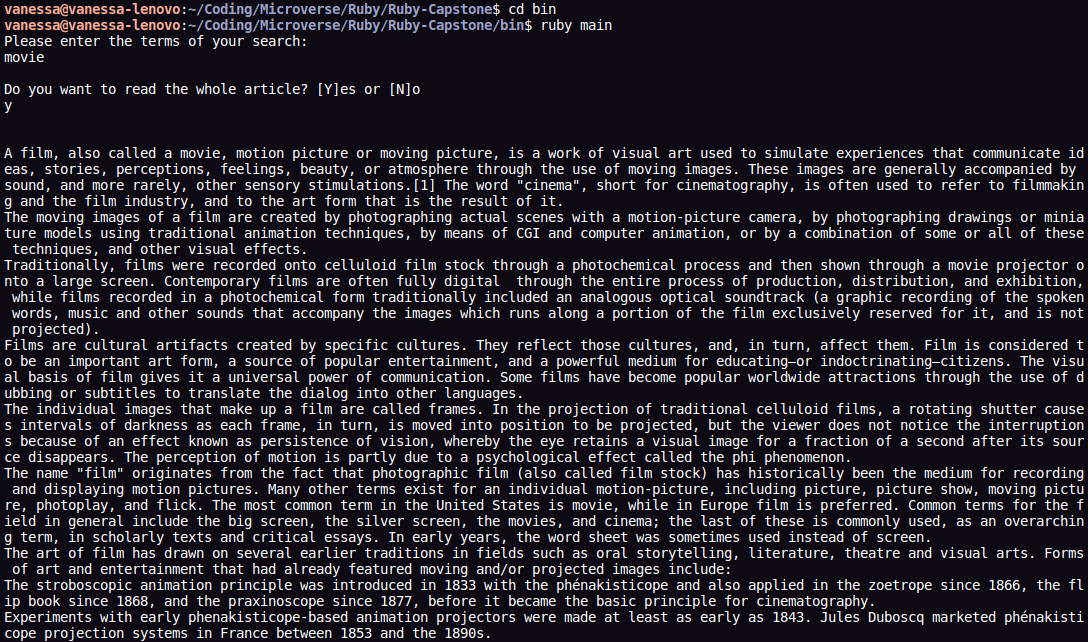 vanessa@vanessa-lenovo:~/Coding/Microverse/Ruby/Ruby-Capstone$ cd bin
vanessa@vanessa-lenovo:~/Coding/Microverse/Ruby/Ruby-Capstone/bin$ ruby main
Please enter the terms of your search:
movie
Do you want to read the whole article? [Y]es or [N]o
y
A film, also called a movie, motion picture or moving picture, is a work of visual art used to simulate experiences that communicate id
eas, stories, perceptions, feelings, beauty, or atmosphere through the use of moving images. These images are generally accompanied by
sound, and more rarely, other sensory stimulations.[1] The word "cinema", short for cinematography, is often used to refer to filmmakin
g and the film industry, and to the art form that is the result of it.
The moving images of a film are created by photographing actual scenes with a motion-picture camera, by photographing drawings or minia
ture models using traditional animation techniques, by means of CGI and computer animation, or by a combination of some or all of these
 techniques, and other visual effects.
Traditionally, films were recorded onto celluloid film stock through a photochemical process and then shown through a movie projector o
nto a large screen. Contemporary films are often fully digital  through the entire process of production, distribution, and exhibition,
 while films recorded in a photochemical form traditionally included an analogous optical soundtrack (a graphic recording of the spoken
 words, music and other sounds that accompany the images which runs along a portion of the film exclusively reserved for it, and is not
 projected).
Films are cultural artifacts created by specific cultures. They reflect those cultures, and, in turn, affect them. Film is considered t
o be an important art form, a source of popular entertainment, and a powerful medium for educating—or indoctrinating—citizens. The visu
al basis of film gives it a universal power of communication. Some films have become popular worldwide attractions through the use of d
ubbing or subtitles to translate the dialog into other languages.
The individual images that make up a film are called frames. In the projection of traditional celluloid films, a rotating shutter cause
s intervals of darkness as each frame, in turn, is moved into position to be projected, but the viewer does not notice the interruption
s because of an effect known as persistence of vision, whereby the eye retains a visual image for a fraction of a second after its sour
ce disappears. The perception of motion is partly due to a psychological effect called the phi phenomenon.
The name "film" originates from the fact that photographic film (also called film stock) has historically been the medium for recording
 and displaying motion pictures. Many other terms exist for an individual motion-picture, including picture, picture show, moving pictu
re, photoplay, and flick. The most common term in the United States is movie, while in Europe film is preferred. Common terms for the f
ield in general include the big screen, the silver screen, the movies, and cinema; the last of these is commonly used, as an overarchin
g term, in scholarly texts and critical essays. In early years, the word sheet was sometimes used instead of screen.
The art of film has drawn on several earlier traditions in fields such as oral storytelling, literature, theatre and visual arts. Forms
 of art and entertainment that had already featured moving and/or projected images include:
The stroboscopic animation principle was introduced in 1833 with the phénakisticope and also applied in the zoetrope since 1866, the fl
ip book since 1868, and the praxinoscope since 1877, before it became the basic principle for cinematography.
Experiments with early phenakisticope-based animation projectors were made at least as early as 1843. Jules Duboscq marketed phénakisti
cope projection systems in France between 1853 and the 1890s.